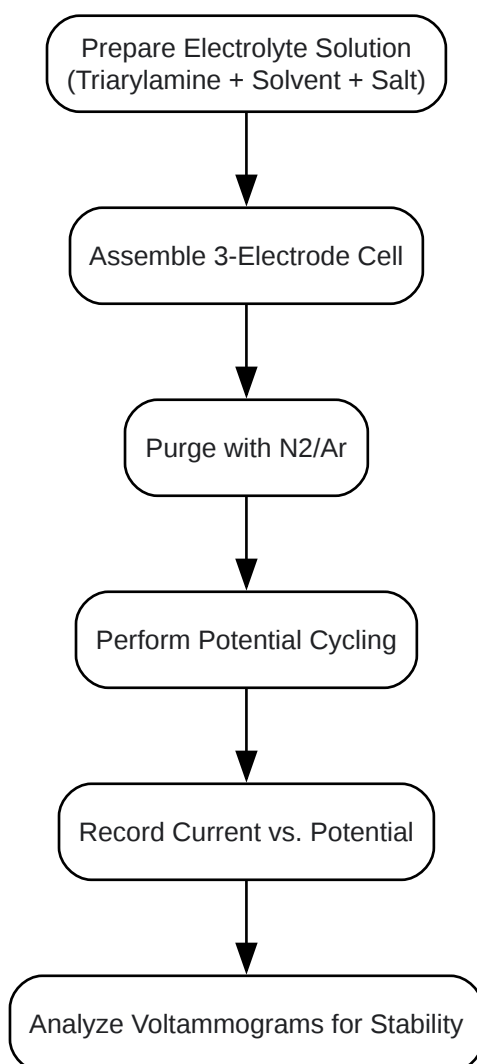 Prepare Electrolyte Solution
(Triarylamine + Solvent + Salt)
Assemble 3-Electrode Cell
Purge with N2/Ar
Perform Potential Cycling
Record Current vs. Potential
Analyze Voltammograms for Stability